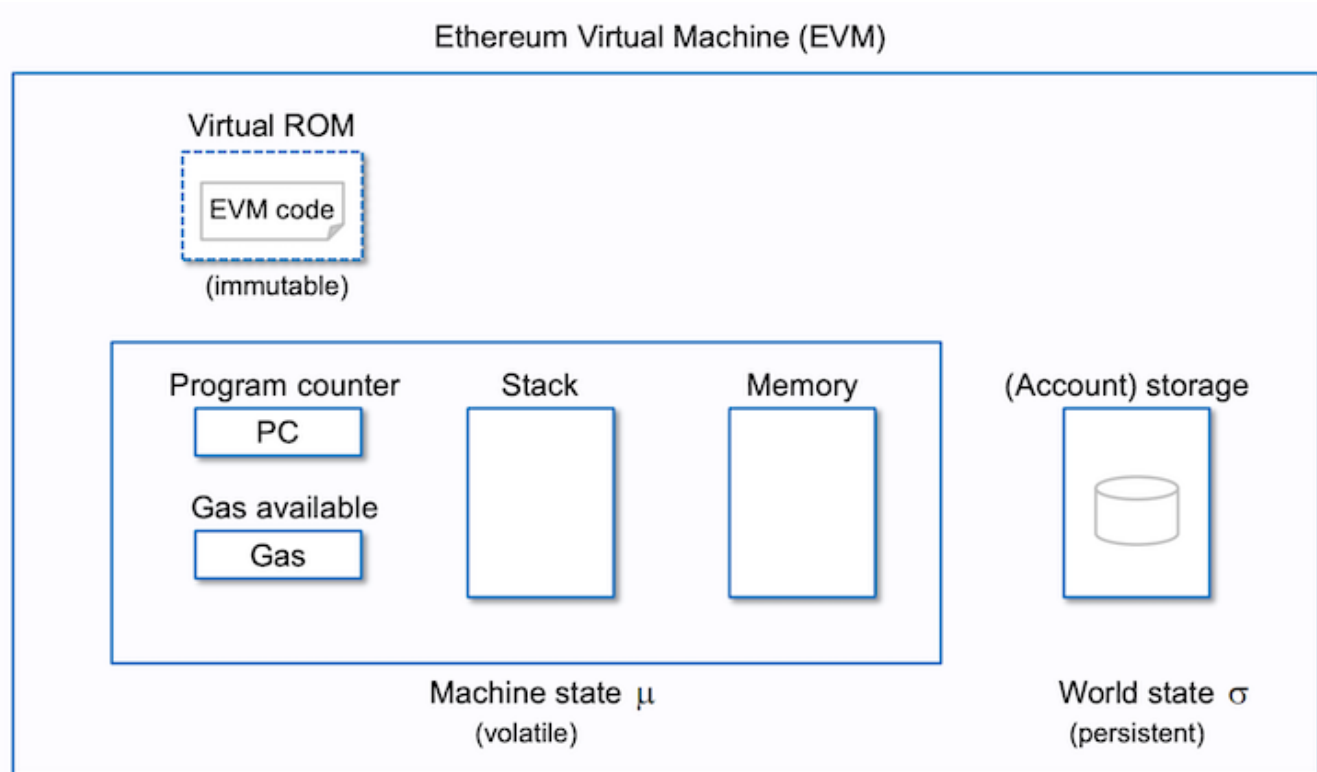 Ethereum Virtual Machine (EVM)
Virtual ROM
EVM code
(immutable)
Program counter
PC
Gas available
Gas
Stack
Memory
(Account) storage
Machine state μ
(volatile)
World state σ
(persistent)